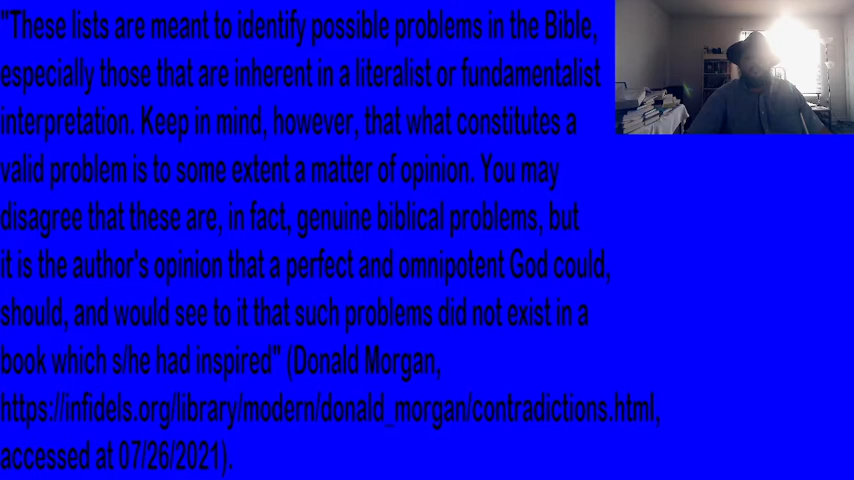 "These lists are meant to identify possible problems in the Bible,
especially those that are inherent in a literalist or fundamentalist
interpretation. Keep in mind, however, that what constitutes a
valid problem is to some extent a matter of opinion. You may
disagree that these are, in fact, genuine biblical problems, but
it is the author's opinion that a perfect and omnipotent God could,
should, and would see to it that such problems did not exist in a
book which s/he had inspired" (Donald Morgan,
https://infidels.org/library/modern/donald_morgan/contradictions.html,
accessed at 07/26/2021).